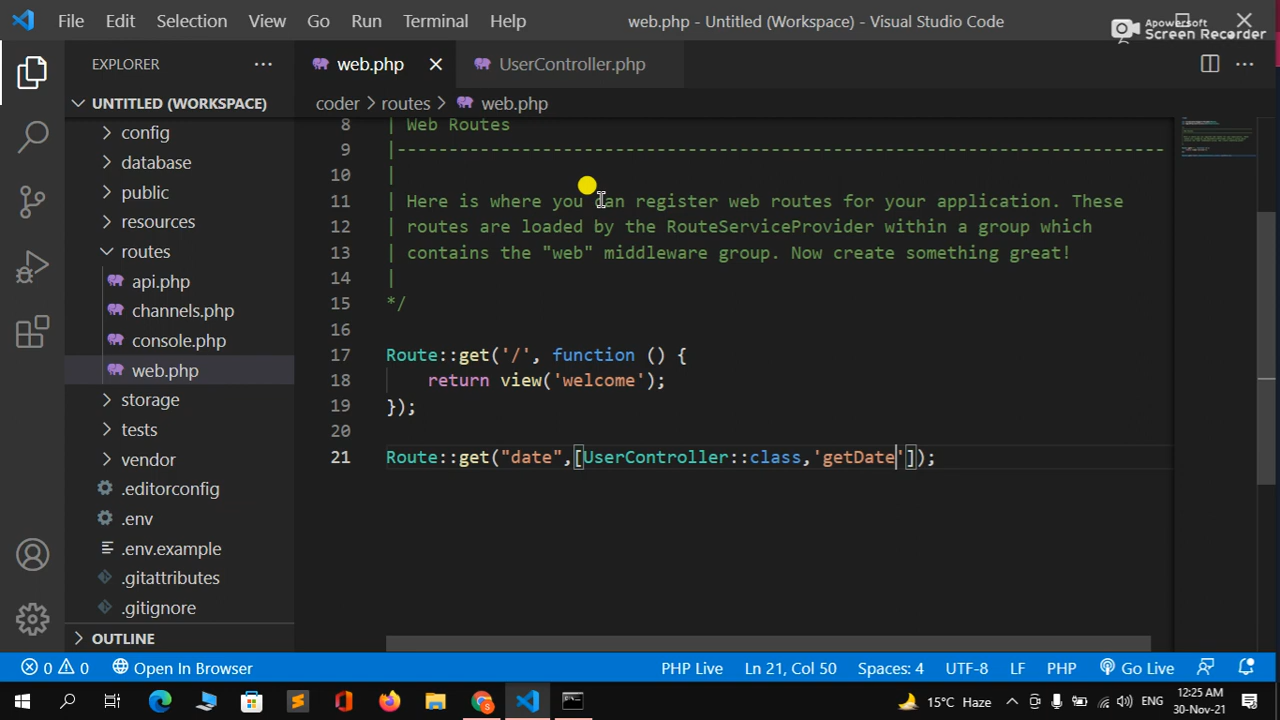 File Edit Selection View Go Run Terminal Help web.php - Untitled (Workspace) - Visual Studio Code
Apowersoft
Screen Recorder
EXPLORER
web.php UserController.php
UNTITLED (WORKSPACE)
coder > routes > web.php
config
database
public
resources
routes
api.php
channels.php
console.php
web.php
storage
tests
vendor
.editorconfig
.env
.env.example
.gitattributes
.gitignore
OUTLINE
8 | Web Routes
9 |--------------------------------------------------------------------------
10 |
11 | Here is where you can register web routes for your application. These
12 | routes are loaded by the RouteServiceProvider within a group which
13 | contains the "web" middleware group. Now create something great!
14 |
15 */
16
17 Route::get('/', function () {
18 return view('welcome');
19 });
20
21 Route::get("date",[UserController::class,'getDate']);
0 0 Open In Browser PHP Live Ln 21, Col 50 Spaces: 4 UTF-8 LF PHP Go Live
15°C Haze ENG 12:25 AM
30-Nov-21